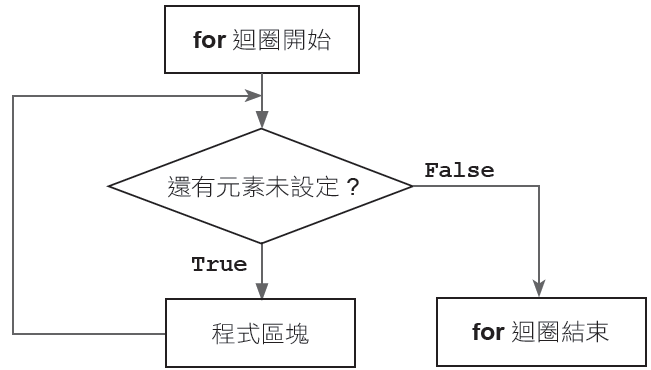 for 迴圈開始
還有元素未設定？
False
True
程式區塊
for 迴圈結束